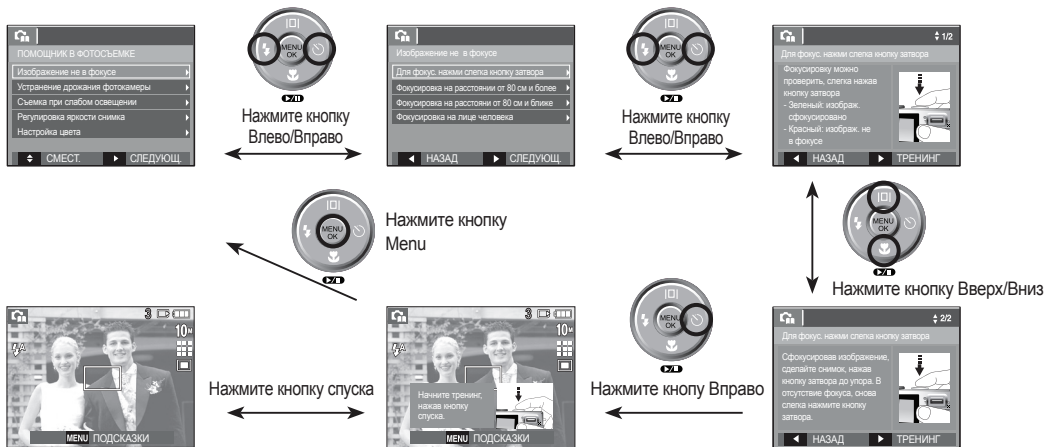 ПОМОЩНИК В ФОТОСЪЕМКЕ
Изображение не в фокусе
Устранение дрожания фотокамеры
Съемка при слабом освещении
Регулировка яркости снимка
Настройка цвета
СМЕСТ. СЛЕДУЮЩ.
MENU
OK
Нажмите кнопку
Влево/Вправо
Изображение не в фокусе
Для фокус. нажми слегка кнопку затвора
Фокусировка на расстоянии от 80 см и более
Фокусировка на расстояни от 80 см и ближе
Фокусировка на лице человека
НАЗАД СЛЕДУЮЩ.
MENU
OK
Нажмите кнопку
Влево/Вправо
1/2
Для фокус. нажми слегка кнопку затвора
Фокусировку можно
проверить, слегка нажав
кнопку затвора
- Зеленый: изображ.
сфокусировано
- Красный: изображ. не
в фокусе
НАЗАД ТРЕНИНГ
MENU
OK
Нажмите кнопку
Menu
MENU
OK
Нажмите кнопку Вверх/Вниз
3
10M
A
MENU ПОДСКАЗКИ
Нажмите кнопку спуска
3
10M
A
Начните тренинг,
нажав кнопку
спуска.
MENU ПОДСКАЗКИ
MENU
OK
Нажмите кнопу Вправо
2/2
Для фокус. нажми слегка кнопку затвора
Сфокусировав изображение,
сделайте снимок, нажав
кнопку затвора до упора. В
отсутствие фокуса, снова
слегка нажмите кнопку
затвора.
НАЗАД ТРЕНИНГ